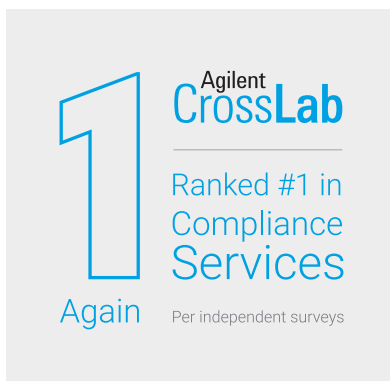 1
Agilent
CrossLab
Ranked #1 in
Compliance
Services
Again
Per independent surveys